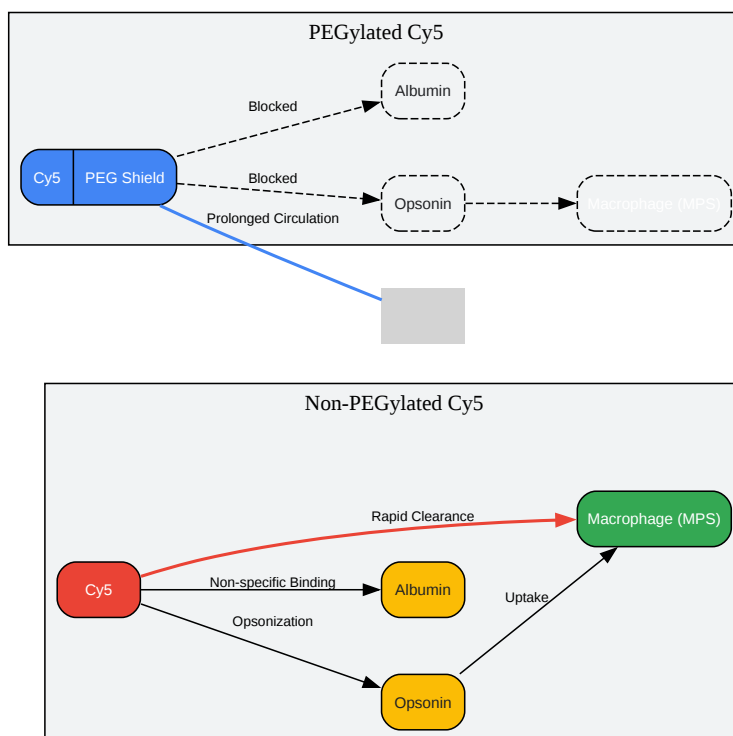 PEGylated Cy5
Albumin
Blocked
Cy5 PEG Shield
Blocked
Opsonin
Macrophage (MPS)
Prolonged Circulation
Non-PEGylated Cy5
Rapid Clearance
Macrophage (MPS)
Cy5
Non-specific Binding
Albumin
Uptake
Opsonization
Opsonin